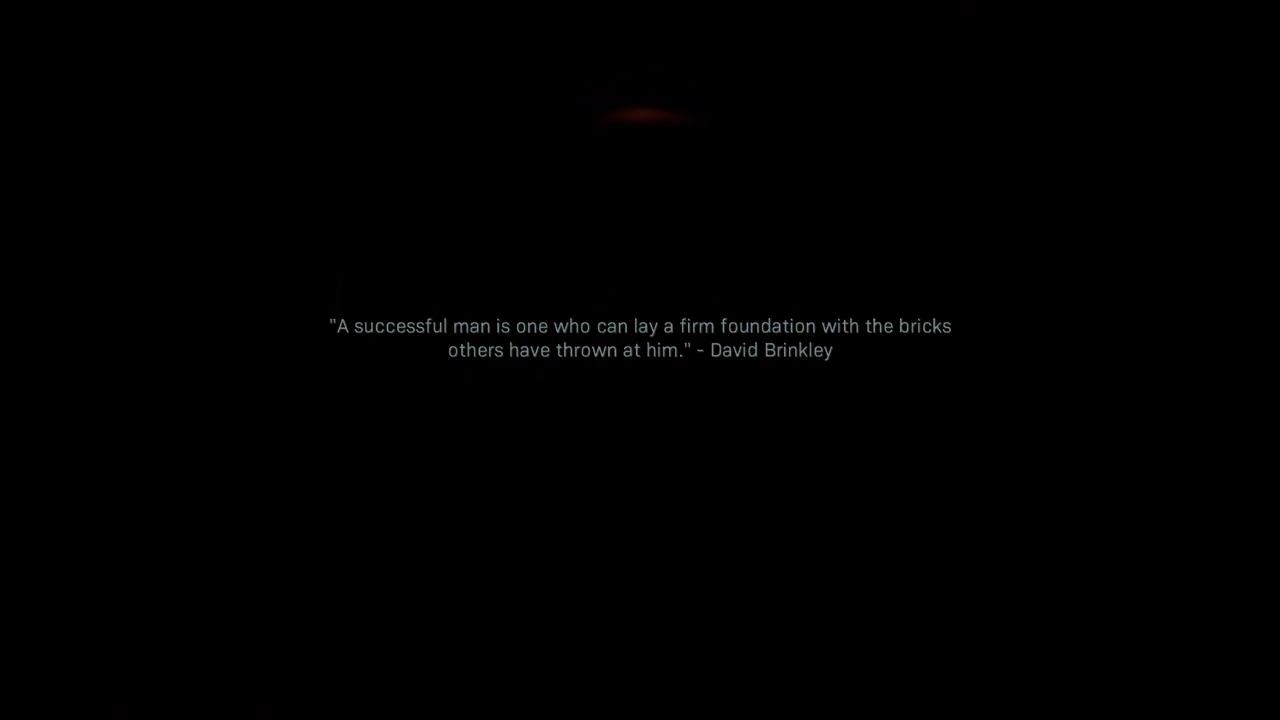 "A successful man is one who can lay a firm foundation with the bricks
others have thrown at him." - David Brinkley